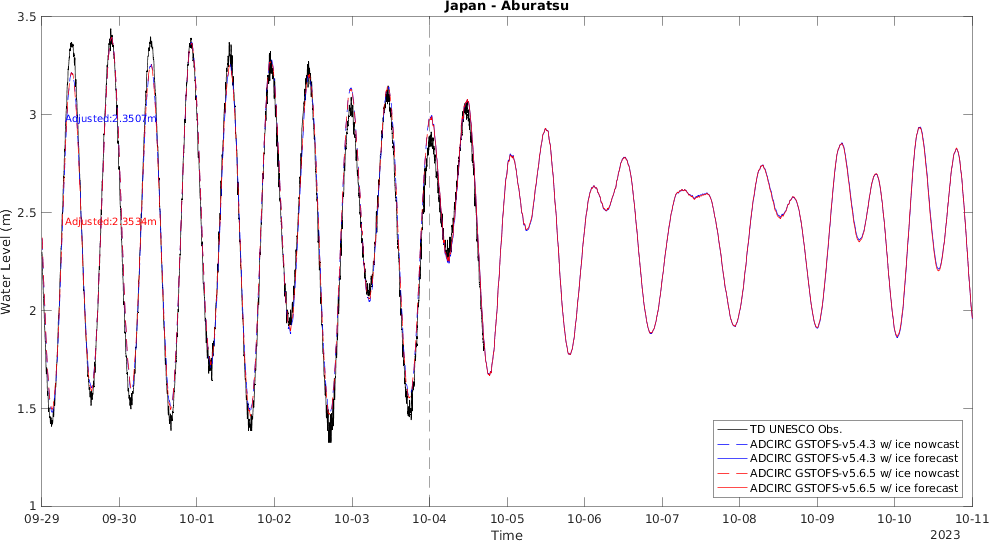 Japan - Aburatsu
3.5
3
2.5
2
1.5
1
Water Level (m)
Adjusted:2.3507m
Adjusted:2.3534m
TD UNESCO Obs.
ADCIRC GSTOFS-v5.4.3 w/ ice nowcast
ADCIRC GSTOFS-v5.4.3 w/ ice forecast
ADCIRC GSTOFS-v5.6.5 w/ ice nowcast
ADCIRC GSTOFS-v5.6.5 w/ ice forecast
09-29 09-30 10-01 10-02 10-03 10-04 10-05 10-06 10-07 10-08 10-09 10-10 10-11
Time
2023